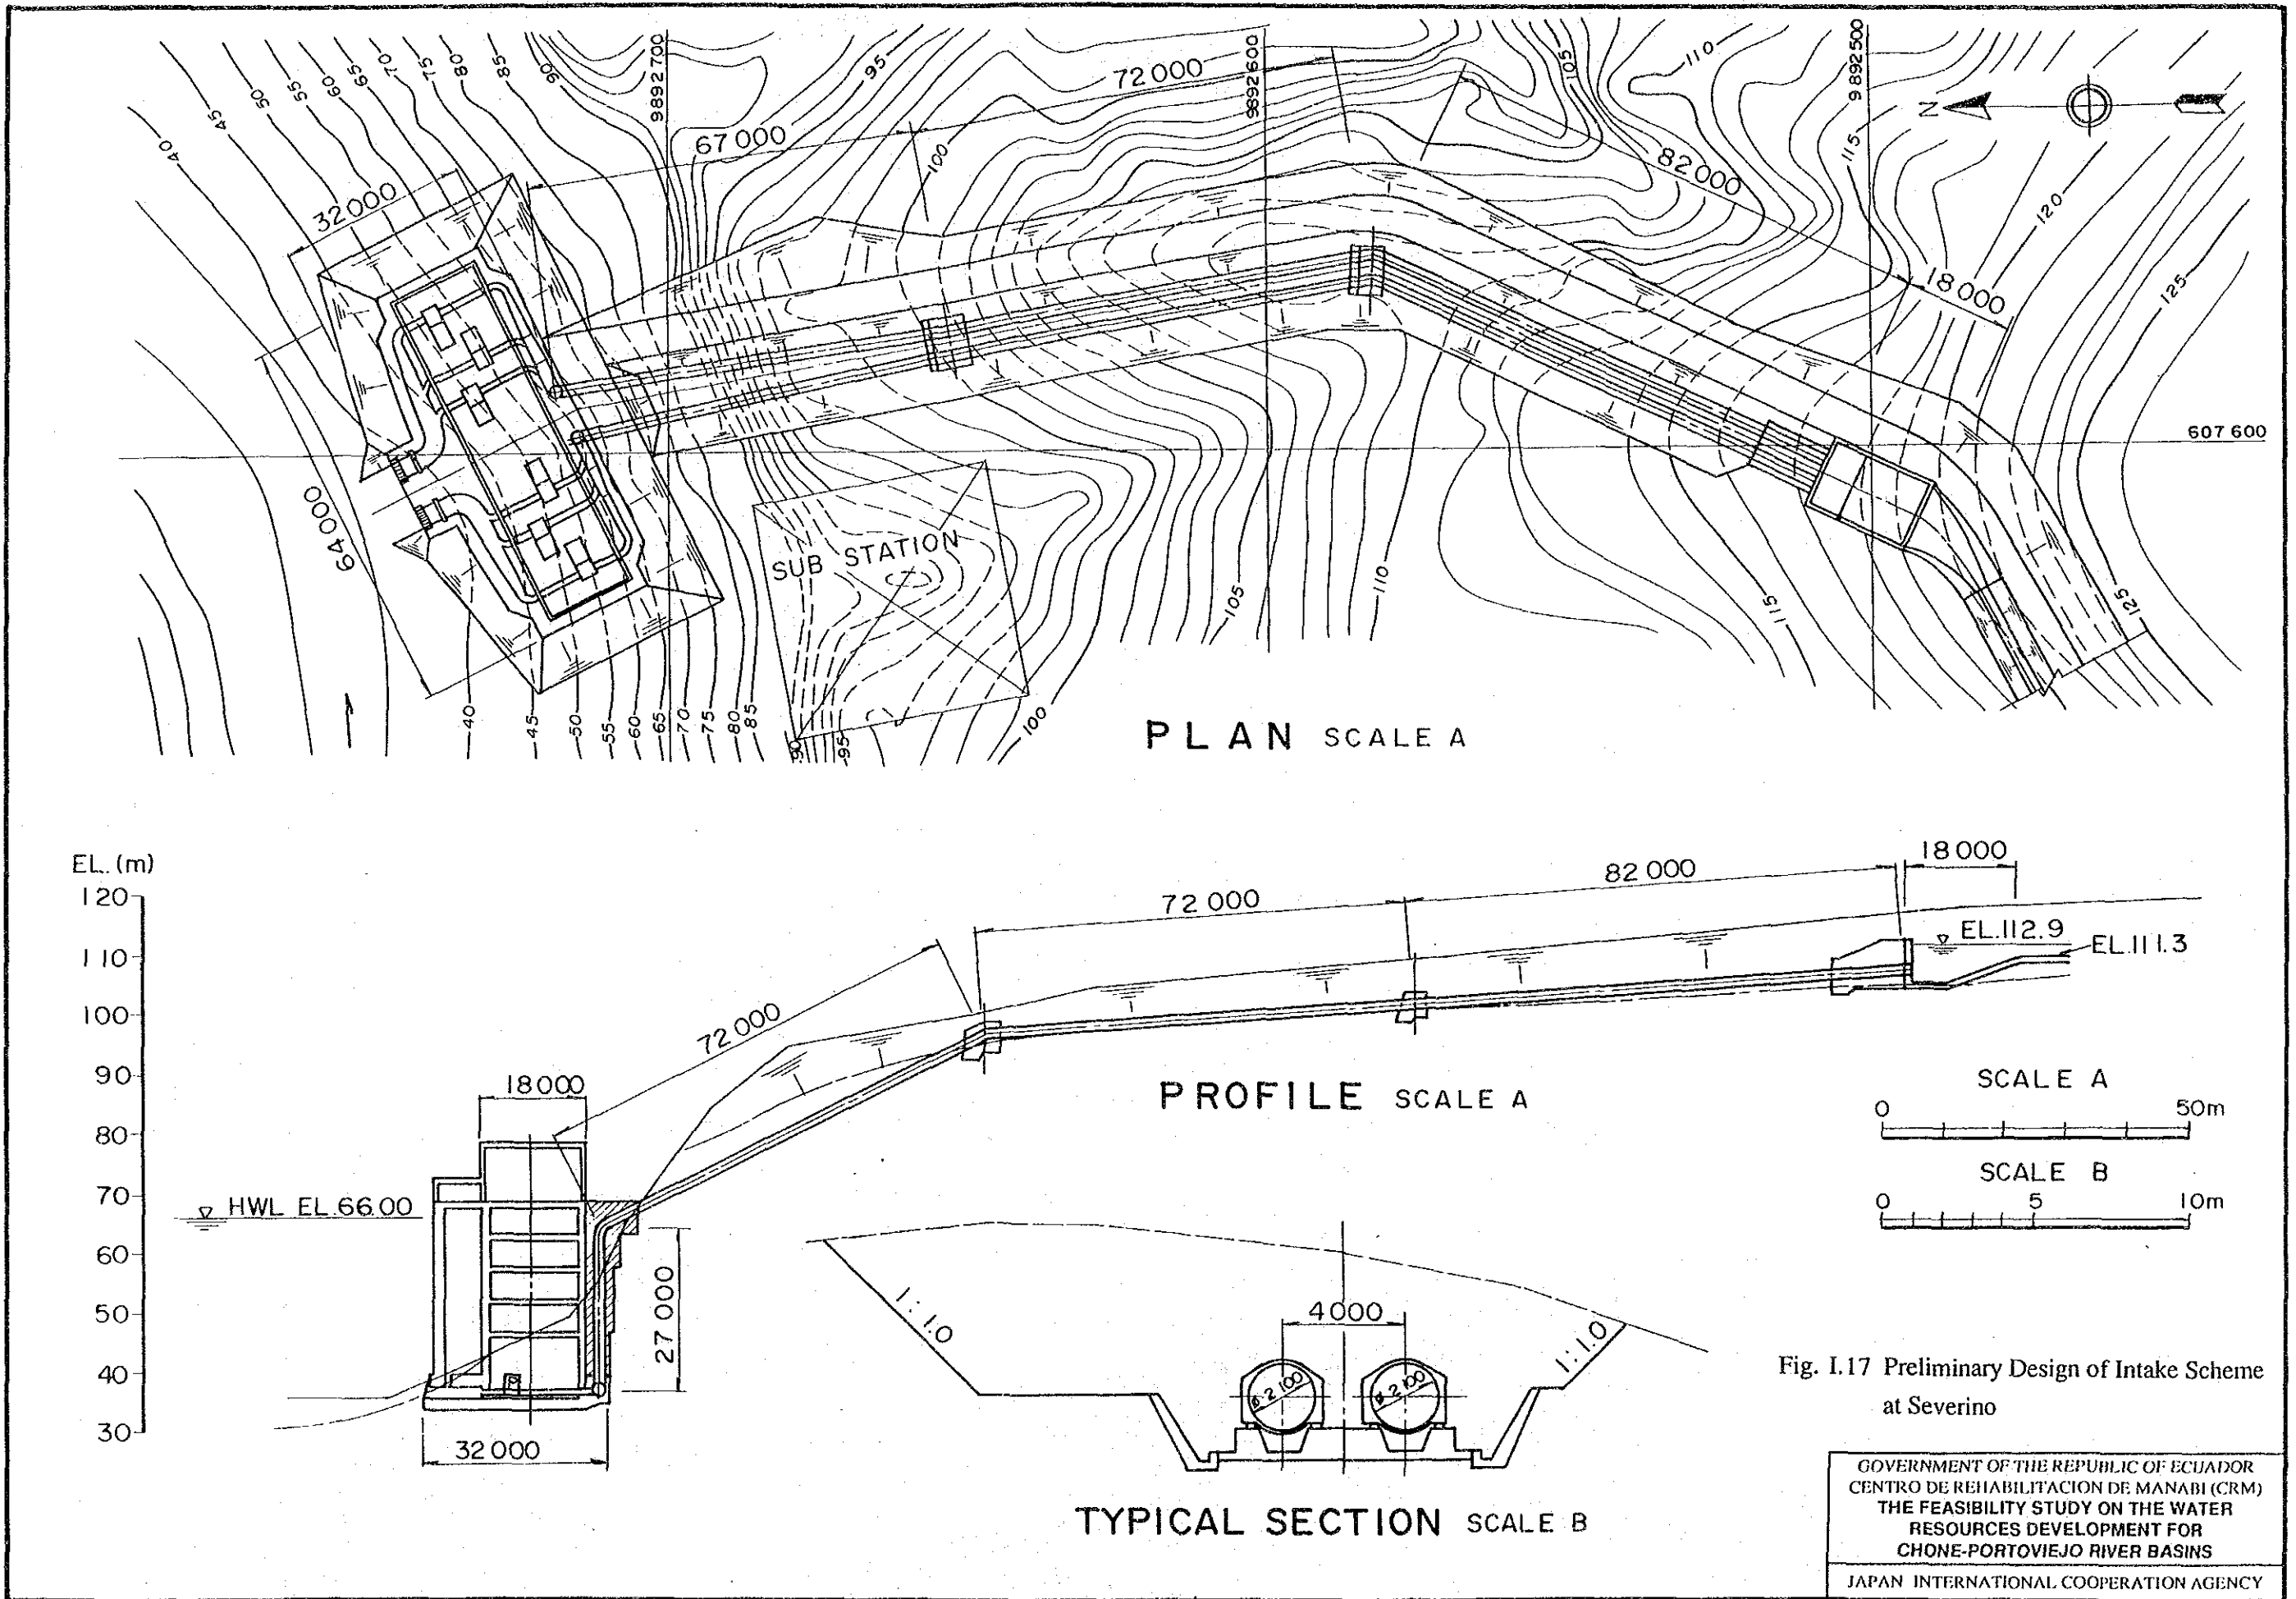 40
45
50
55
60
65
70
75
80
85
90
9892700
95
72 000
9892600
105
110
9 892 500
N
67 000
100
115
82 000
120
32 000
18 000
125
607 600
64 000
SUB STATION
105
110
115
125
40
45
50
55
60
65
70
75
80
85
90
95
100
PLAN SCALE A
EL. (m)
120
110
100
90
80
70
60
50
40
30
72 000
72 000
82 000
18 000
EL.112.9
EL.111.3
18 000
HWL EL.66.00
27 000
32 000
PROFILE SCALE A
SCALE A
0 50m
SCALE B
0 5 10m
1:1.0
4000
1:1.0
ø 2 100
ø 2 100
TYPICAL SECTION SCALE B
Fig. I.17 Preliminary Design of Intake Scheme
at Severino
GOVERNMENT OF THE REPUBLIC OF ECUADOR
CENTRO DE REHABILITACION DE MANABI (CRM)
THE FEASIBILITY STUDY ON THE WATER
RESOURCES DEVELOPMENT FOR
CHONE-PORTOVIEJO RIVER BASINS
JAPAN INTERNATIONAL COOPERATION AGENCY